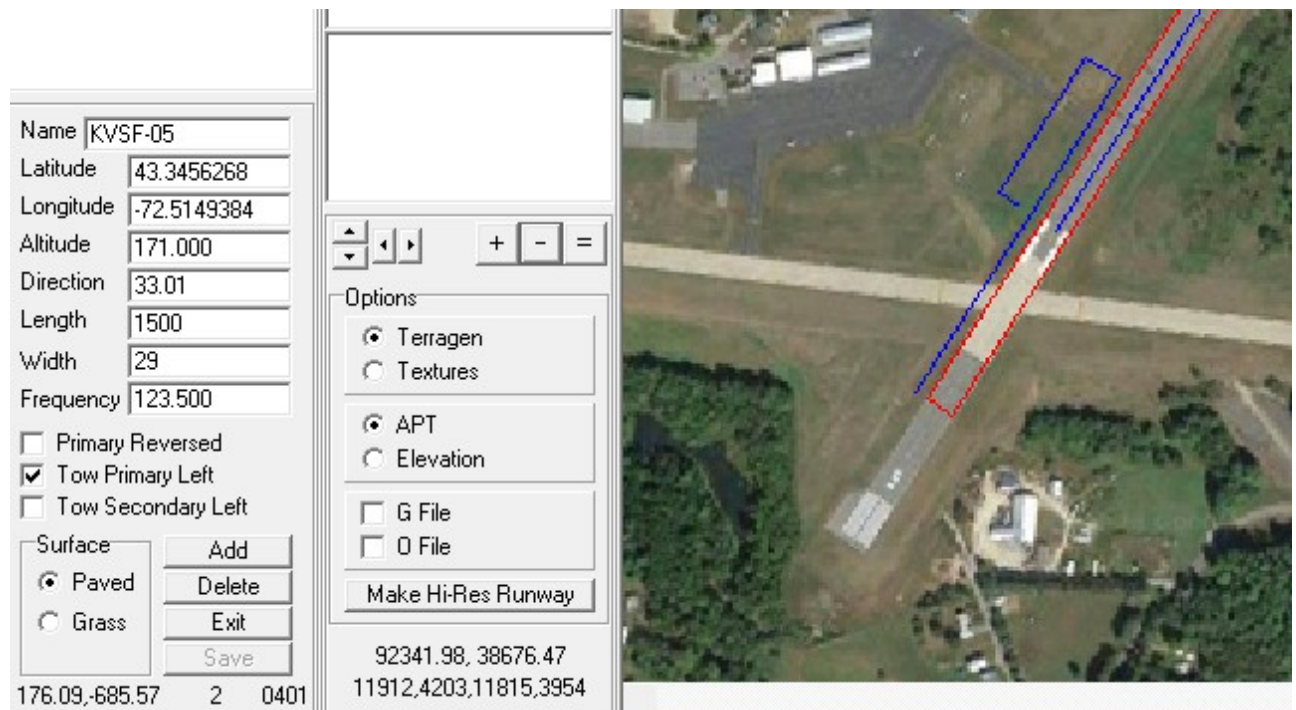 Name KVSF-05
Latitude 43.3456268
Longitude -72.5149384
Altitude 171.000
Direction 33.01
Length 1500
Width 29
Frequency 123.500
Primary Reversed
Tow Primary Left
Tow Secondary Left
Surface
Paved
Grass
Add
Delete
Exit
Save
176.09,-685.57 2 0401
+ - =
Options
Terragen
Textures
APT
Elevation
G File
O File
Make Hi-Res Runway
92341.98, 38676.47
11912,4203,11815,3954